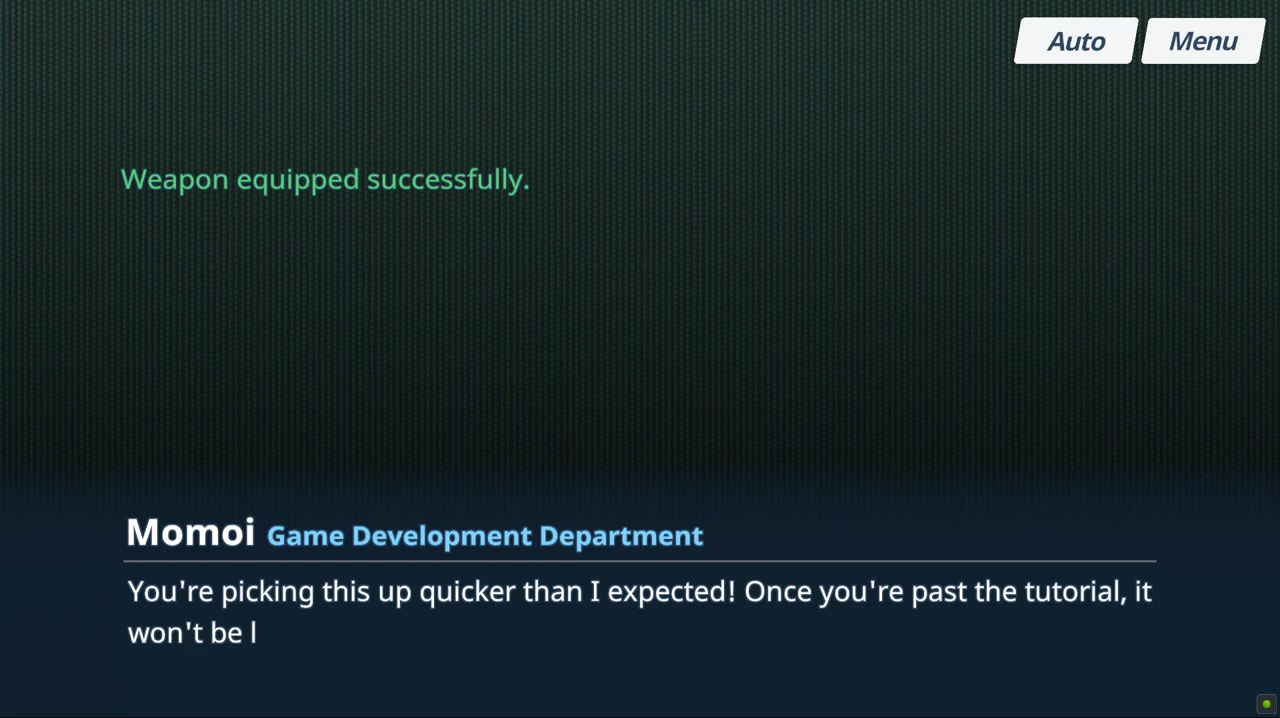 Auto
Menu
Weapon equipped successfully.
Momoi Game Development Department
You're picking this up quicker than I expected! Once you're past the tutorial, it
won't be l